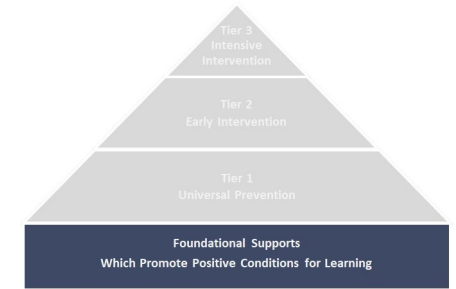 Tier 3
Intensive
Intervention
Tier 2
Early Intervention
Tier 1
Universal Prevention
Foundational Supports
Which Promote Positive Conditions for Learning